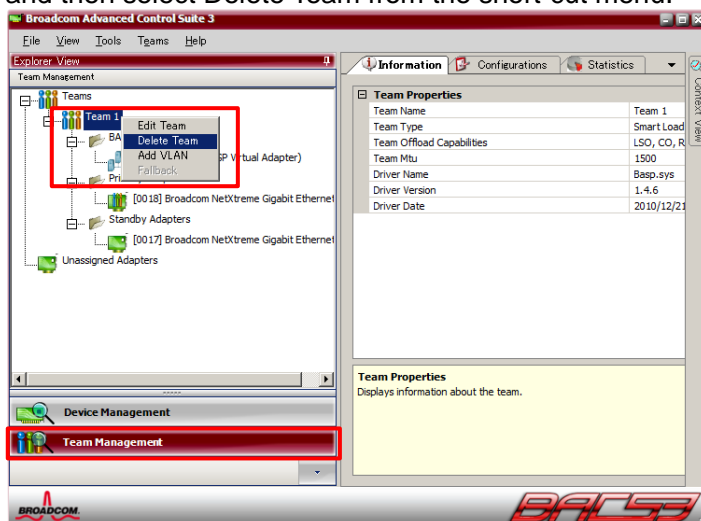 and then select Delete Team from the short-cut menu.
Broadcom Advanced Control Suite 3
File View Tools Teams Help
Explorer View
Team Management
Teams
Team 1
Edit Team
Delete Team
Add VLAN
Fallback
BA
SP Virtual Adapter)
Pri
[0018] Broadcom NetXtreme Gigabit Ethernet
Standby Adapters
[0017] Broadcom NetXtreme Gigabit Ethernet
Unassigned Adapters
Device Management
Team Management
Information Configurations Statistics
Context View
Team Properties
Team Name Team 1
Team Type Smart Load
Team Offload Capabilities LSO, CO, R
Team Mtu 1500
Driver Name Basp.sys
Driver Version 1.4.6
Driver Date 2010/12/21
Team Properties
Displays information about the team.
BROADCOM.
BACS3